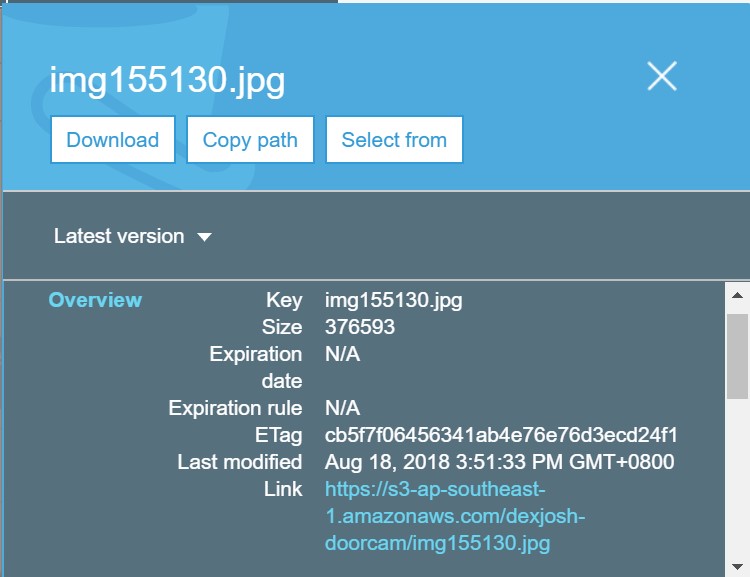 img155130.jpg
Download Copy path Select from
Latest version
Overview Key img155130.jpg
Size 376593
Expiration N/A
date
Expiration rule N/A
ETag cb5f7f06456341ab4e76e76d3ecd24f1
Last modified Aug 18, 2018 3:51:33 PM GMT+0800
Link https://s3-ap-southeast-
1.amazonaws.com/dexjosh-
doorcam/img155130.jpg